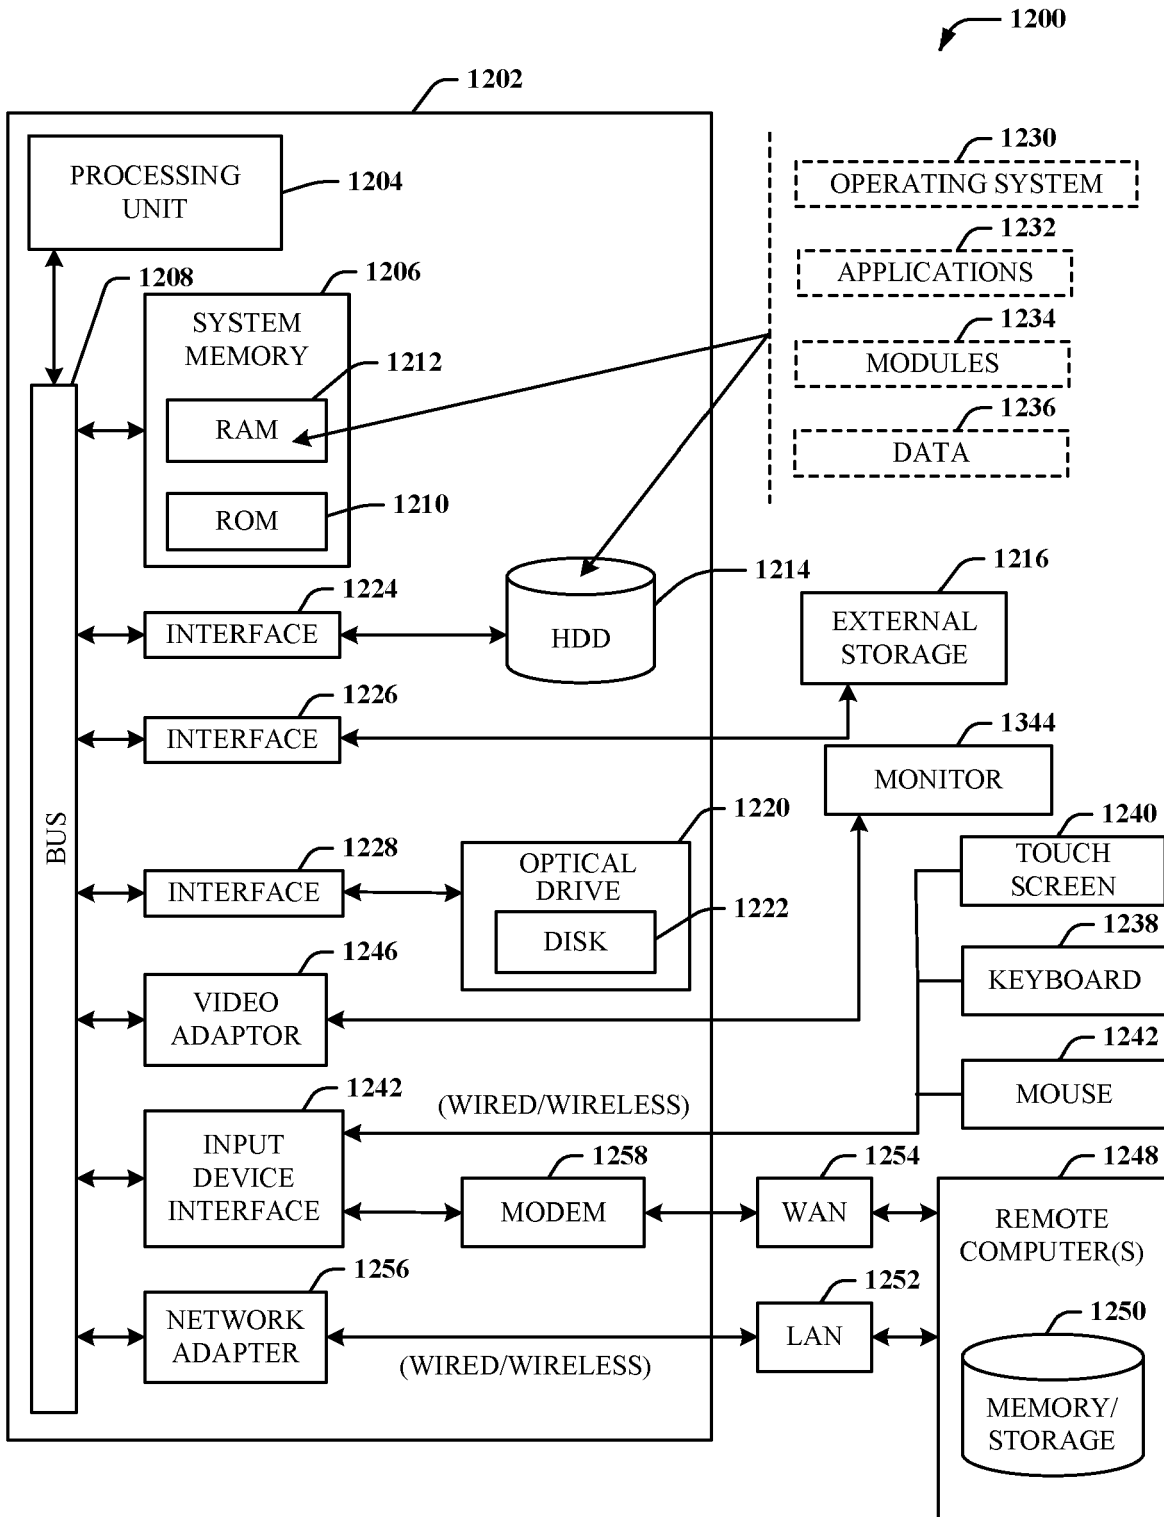 1200
1202
PROCESSING
UNIT
1204
1230
OPERATING SYSTEM
1232
APPLICATIONS
1234
MODULES
1236
DATA
1208
1206
SYSTEM
MEMORY
1212
RAM
1210
ROM
1224
INTERFACE
1214
HDD
1216
EXTERNAL
STORAGE
1226
INTERFACE
1344
MONITOR
BUS
1228
INTERFACE
1220
OPTICAL
DRIVE
1222
DISK
1240
TOUCH
SCREEN
1238
KEYBOARD
1242
MOUSE
1246
VIDEO
ADAPTOR
1242
INPUT
DEVICE
INTERFACE
(WIRED/WIRELESS)
1258
MODEM
1254
WAN
1248
REMOTE
COMPUTER(S)
1256
NETWORK
ADAPTER
(WIRED/WIRELESS)
1252
LAN
1250
MEMORY/
STORAGE